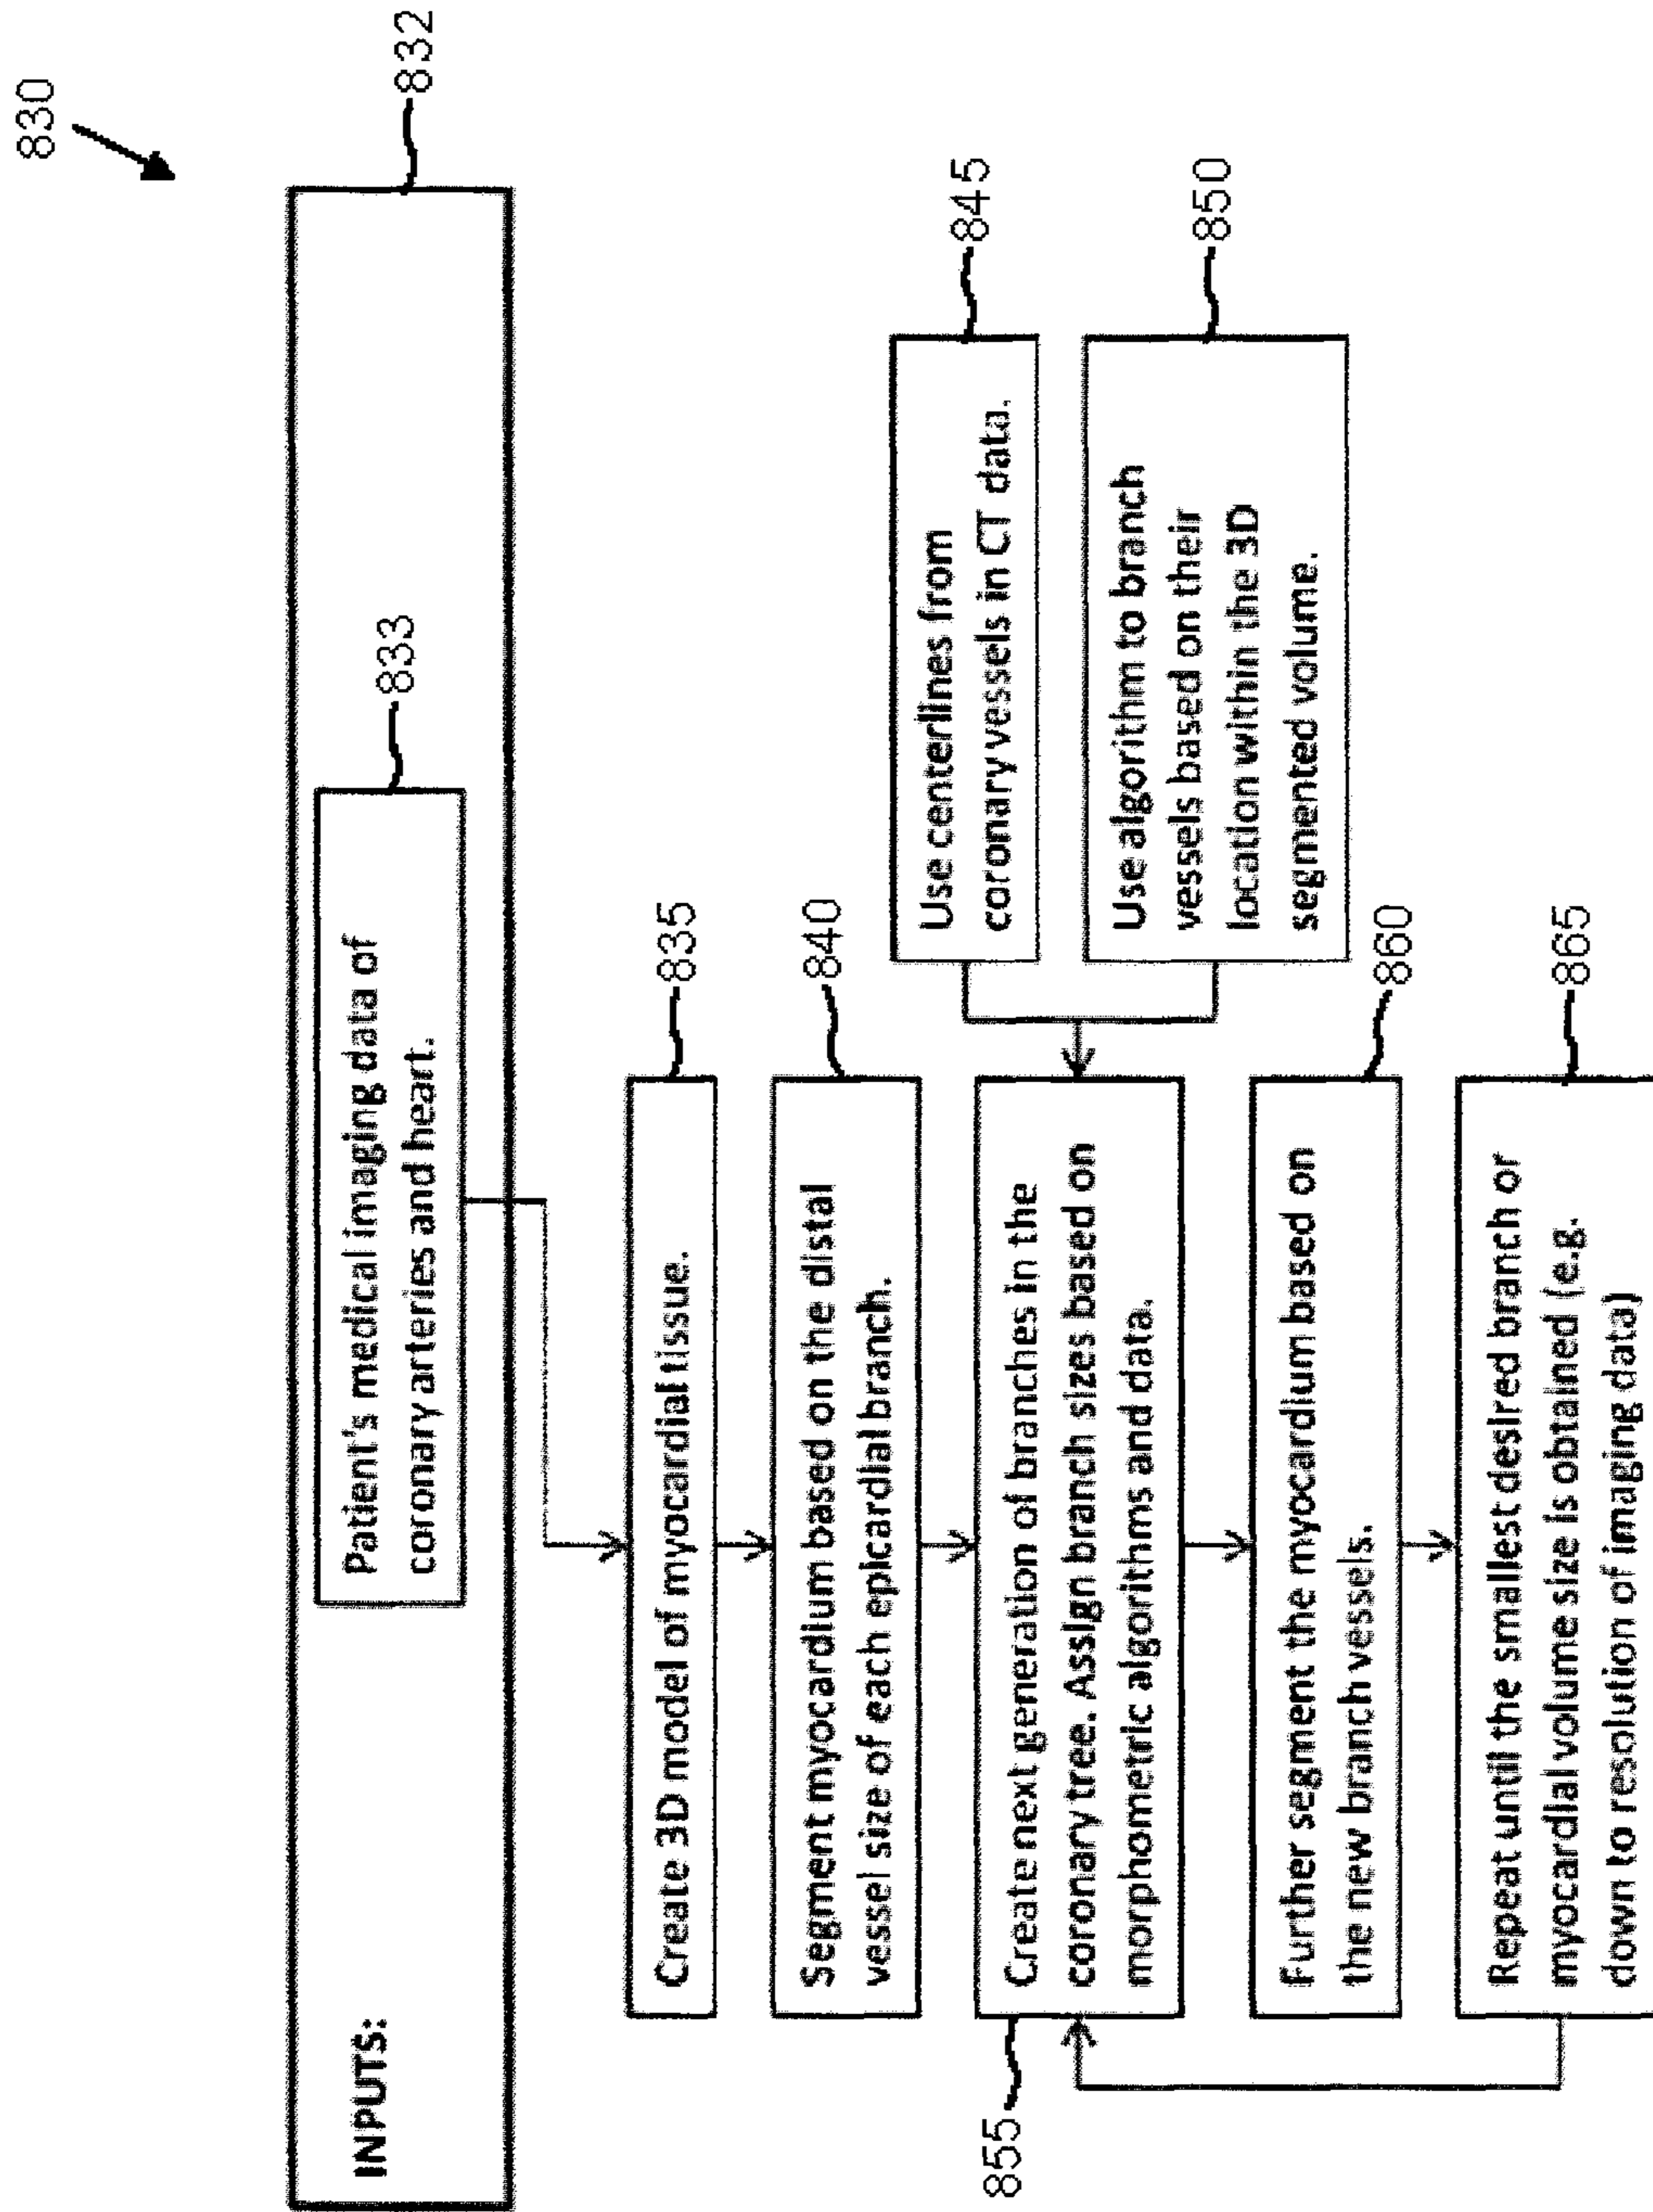 830
832
INPUTS:
833
Patient's medical imaging data of
coronary arteries and heart.
835
Create 3D model of myocardial tissue.
840
Segment myocardium based on the distal
vessel size of each epicardial branch.
845
Use centerlines from
coronary vessels in CT data.
850
Use algorithm to branch
vessels based on their
location within the 3D
segmented volume.
855
Create next generation of branches in the
coronary tree. Assign branch sizes based on
morphometric algorithms and data.
860
Further segment the myocardium based on
the new branch vessels.
865
Repeat until the smallest desired branch or
myocardial volume size is obtained (e.g.
down to resolution of imaging data)